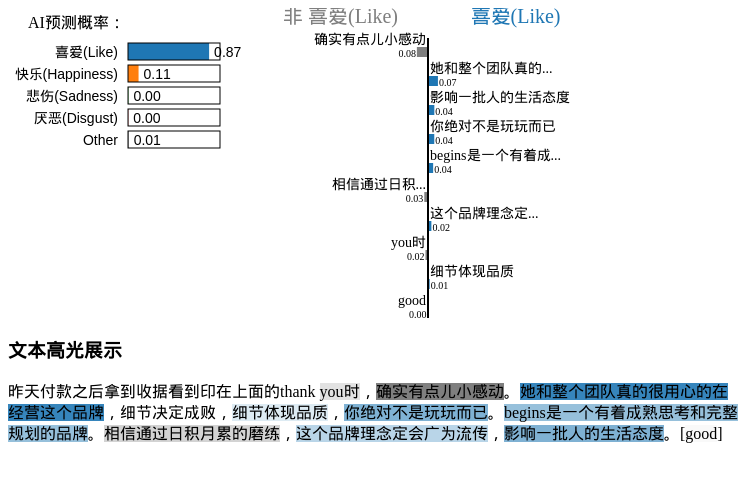 AI预测概率：
喜爱(Like) 0.87
快乐(Happiness) 0.11
悲伤(Sadness) 0.00
厌恶(Disgust) 0.00
Other 0.01
非 喜爱(Like) 喜爱(Like)
确实有点儿小感动
0.08
她和整个团队真的...
0.07
影响一批人的生活态度
0.04
你绝对不是玩玩而已
0.04
begins是一个有着成...
0.04
相信通过日积...
0.03
这个品牌理念定...
0.02
you时
0.02
细节体现品质
0.01
good
0.00
文本高光展示
昨天付款之后拿到收据看到印在上面的thank you时，确实有点儿小感动。她和整个团队真的很用心的在
经营这个品牌，细节决定成败，细节体现品质，你绝对不是玩玩而已。begins是一个有着成熟思考和完整
规划的品牌。相信通过日积月累的磨练，这个品牌理念定会广为流传，影响一批人的生活态度。[good]